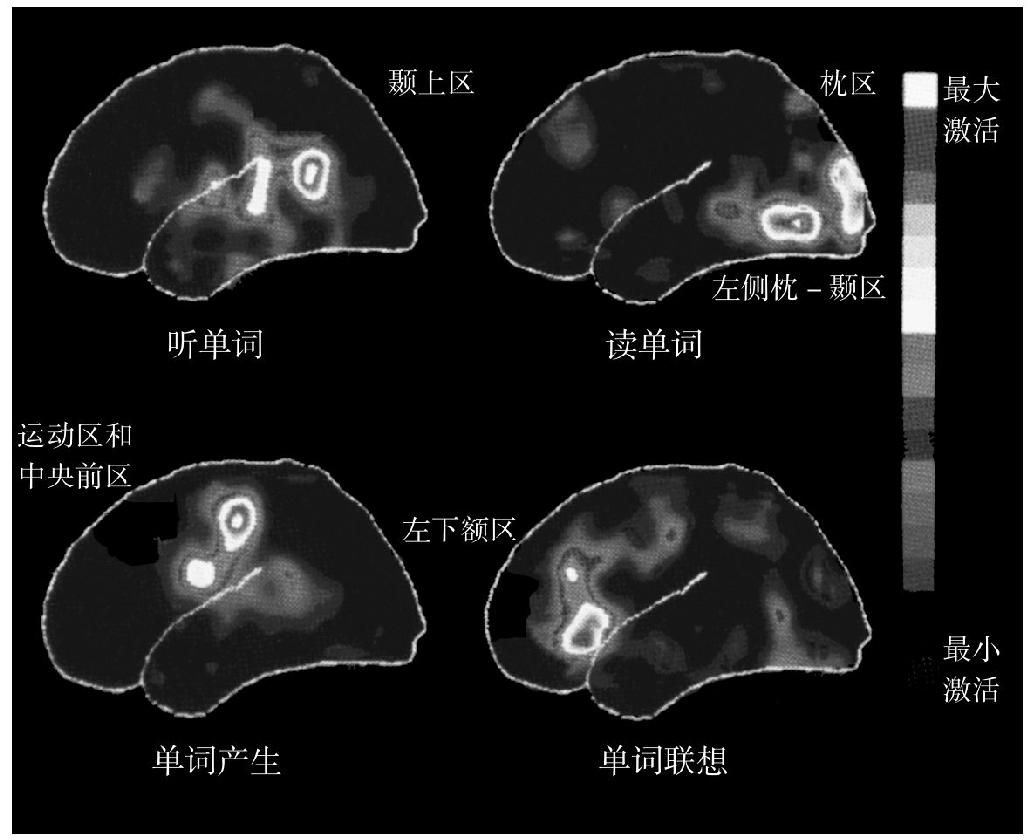 颞上区
枕区
最大
激活
左侧枕–颞区
听单词
读单词
运动区和
中央前区
左下额区
最小
激活
单词产生
单词联想